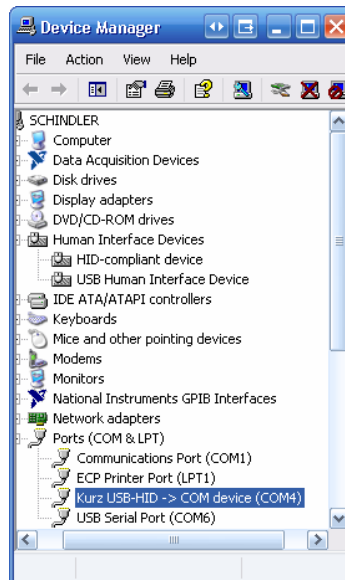 Device Manager
File Action View Help
SCHINDLER
Computer
Data Acquisition Devices
Disk drives
Display adapters
DVD/CD-ROM drives
Human Interface Devices
HID-compliant device
USB Human Interface Device
IDE ATA/ATAPI controllers
Keyboards
Mice and other pointing devices
Modems
Monitors
National Instruments GPIB Interfaces
Network adapters
Ports (COM & LPT)
Communications Port (COM1)
ECP Printer Port (LPT1)
Kurz USB-HID -> COM device (COM4)
USB Serial Port (COM6)